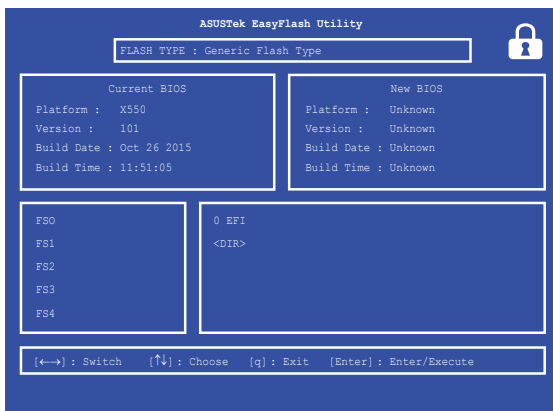 ASUSTek EasyFlash Utility
FLASH TYPE : Generic Flash Type
Current BIOS
Platform : X550
Version : 101
Build Date : Oct 26 2015
Build Time : 11:51:05
New BIOS
Platform : Unknown
Version : Unknown
Build Date : Unknown
Build Time : Unknown
FSO
FS1
FS2
FS3
FS4
0 EFI
<DIR>
[←→] : Switch [↑↓] : Choose [q] : Exit [Enter] : Enter/Execute